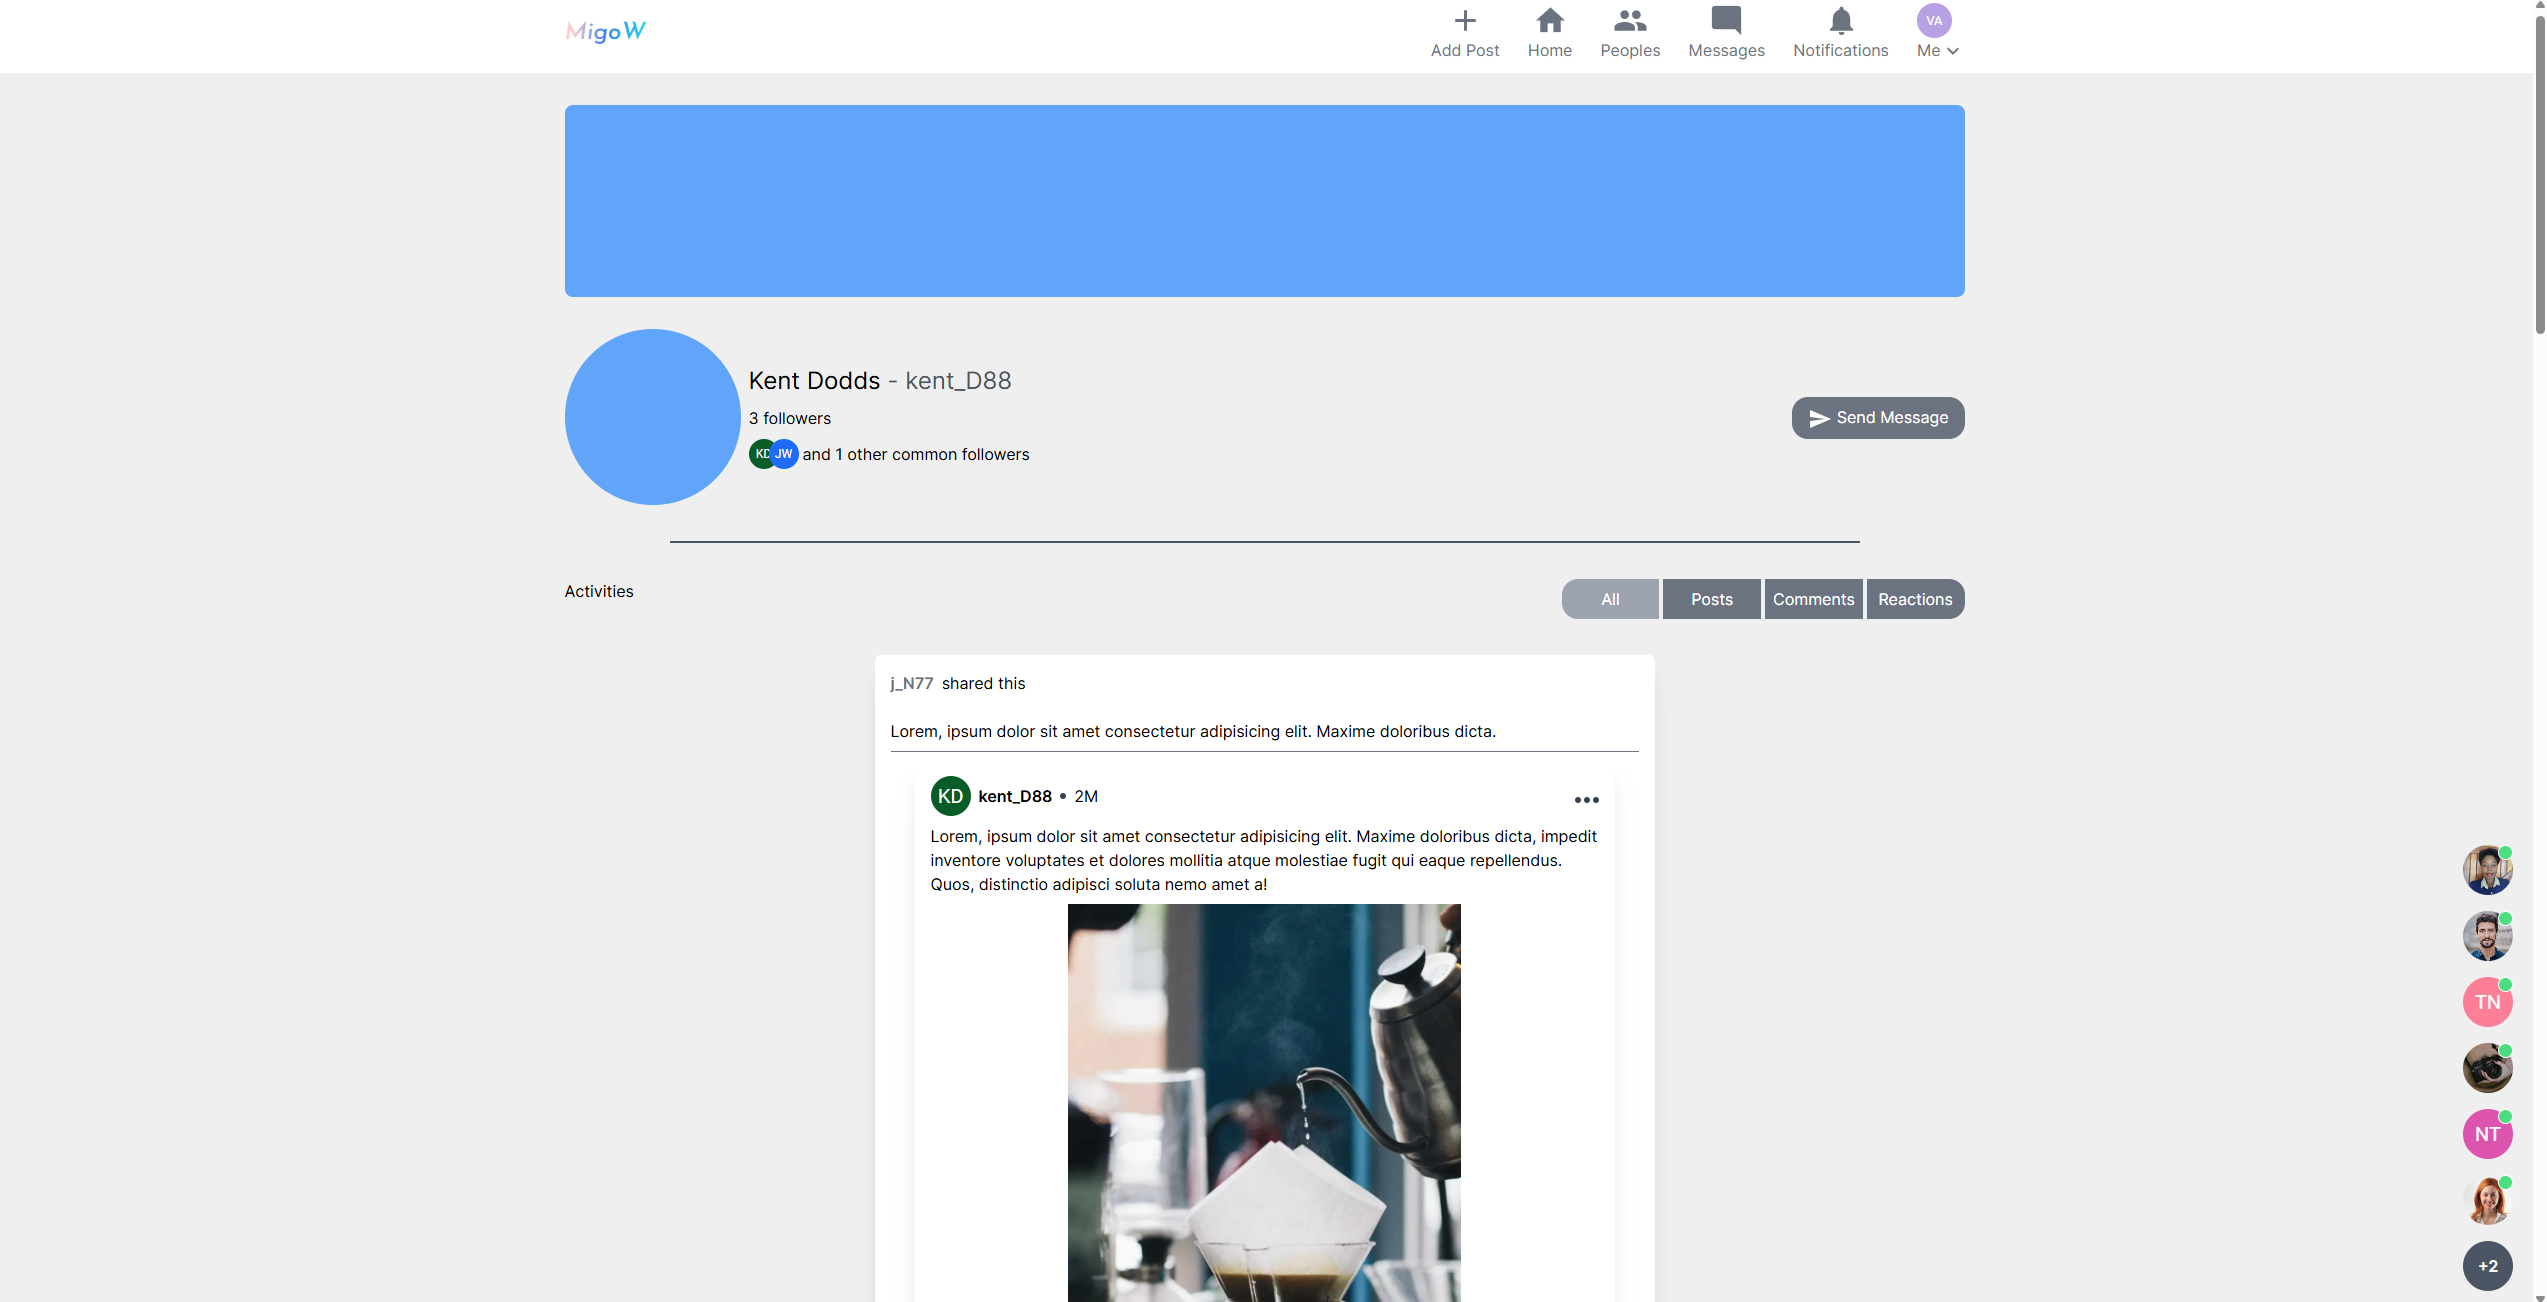 MigoW
Add Post
Home
Peoples
Messages
Notifications
VA
Me
Kent Dodds - kent_D88
3 followers
KD JW and 1 other common followers
Send Message
Activities
All
Posts
Comments
Reactions
j_N77 shared this
Lorem, ipsum dolor sit amet consectetur adipisicing elit. Maxime doloribus dicta.
KD kent_D88 • 2M
Lorem, ipsum dolor sit amet consectetur adipisicing elit. Maxime doloribus dicta, impedit
inventore voluptates et dolores mollitia atque molestiae fugit qui eaque repellendus.
Quos, distinctio adipisci soluta nemo amet a!
TN
NT
+2